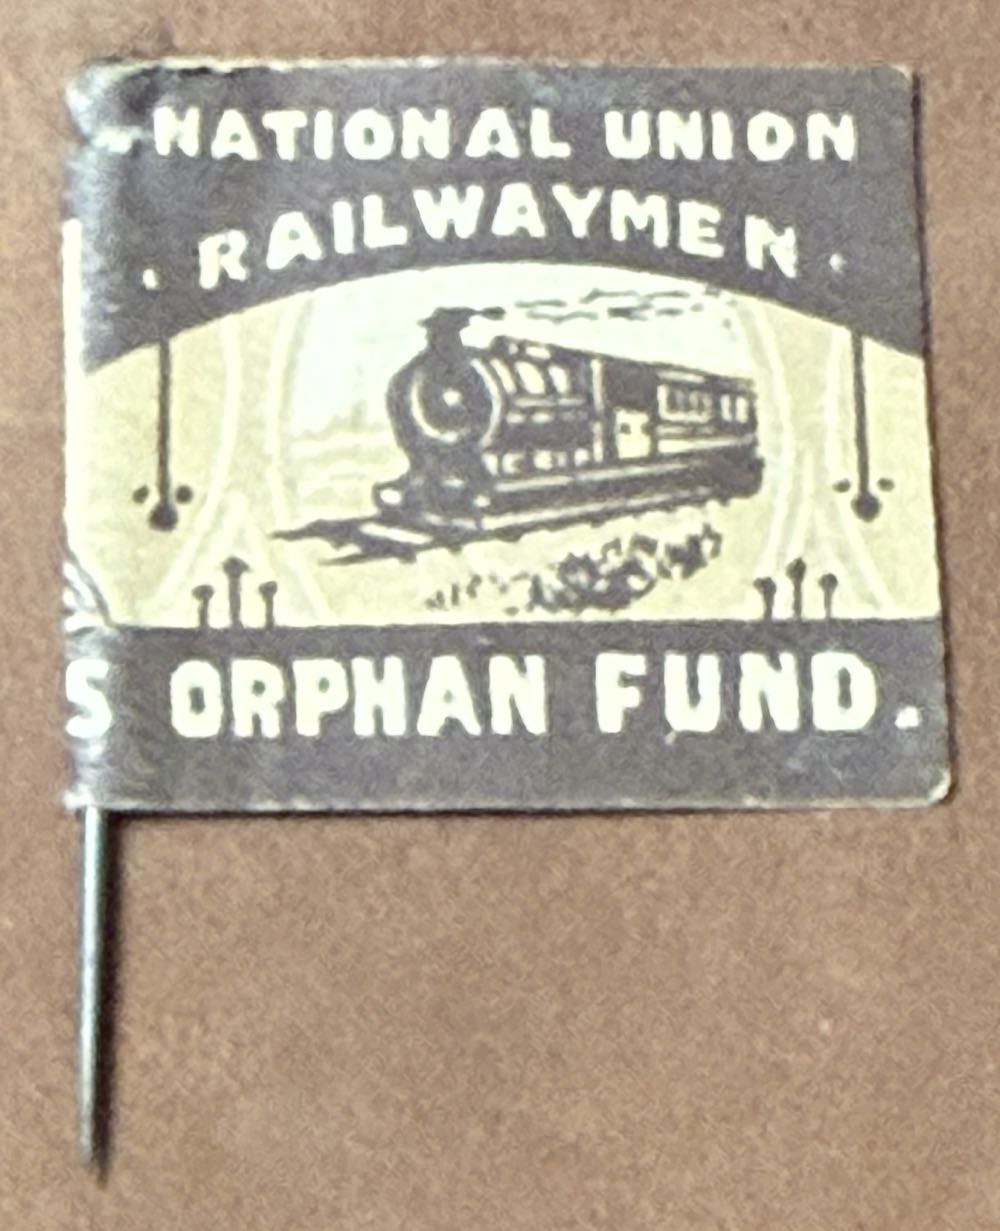 NATIONAL UNION
· RAILWAYMEN ·
S ORPHAN FUND.